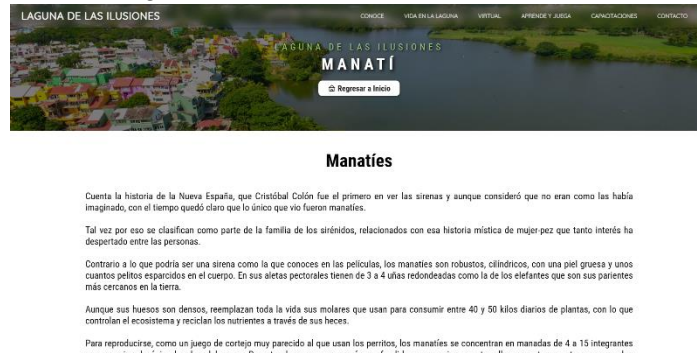 LAGUNA DE LAS ILUSIONES
CONOCE VIDA EN LA LAGUNA VIRTUAL APRENDE Y JUEGA CAPACITACIONES CONTACTO
LAGUNA DE LAS ILUSIONES
MANATÍ
Regresar a Inicio
Manatíes
Cuenta la historia de la Nueva España, que Cristóbal Colón fue el primero en ver las sirenas y aunque consideró que no eran como las había
imaginado, con el tiempo quedó claro que lo único que vio fueron manatíes.
Tal vez por eso se clasifican como parte de la familia de los sirénidos, relacionados con esa historia mística de mujer-pez que tanto interés ha
despertado entre las personas.
Contrario a lo que podría ser una sirena como la que conoces en las películas, los manatíes son robustos, cilíndricos, con una piel gruesa y unos
cuantos pelitos esparcidos en el cuerpo. En sus aletas pectorales tienen de 3 a 4 uñas redondeadas como la de los elefantes que son sus parientes
más cercanos en la tierra.
Aunque sus huesos son densos, reemplazan toda la vida sus molares que usan para consumir entre 40 y 50 kilos diarios de plantas, con lo que
controlan el ecosistema y reciclan los nutrientes a través de sus heces.
Para reproducirse, como un juego de cortejo muy parecido al que usan los perritos, los manatíes se concentran en manadas de 4 a 15 integrantes